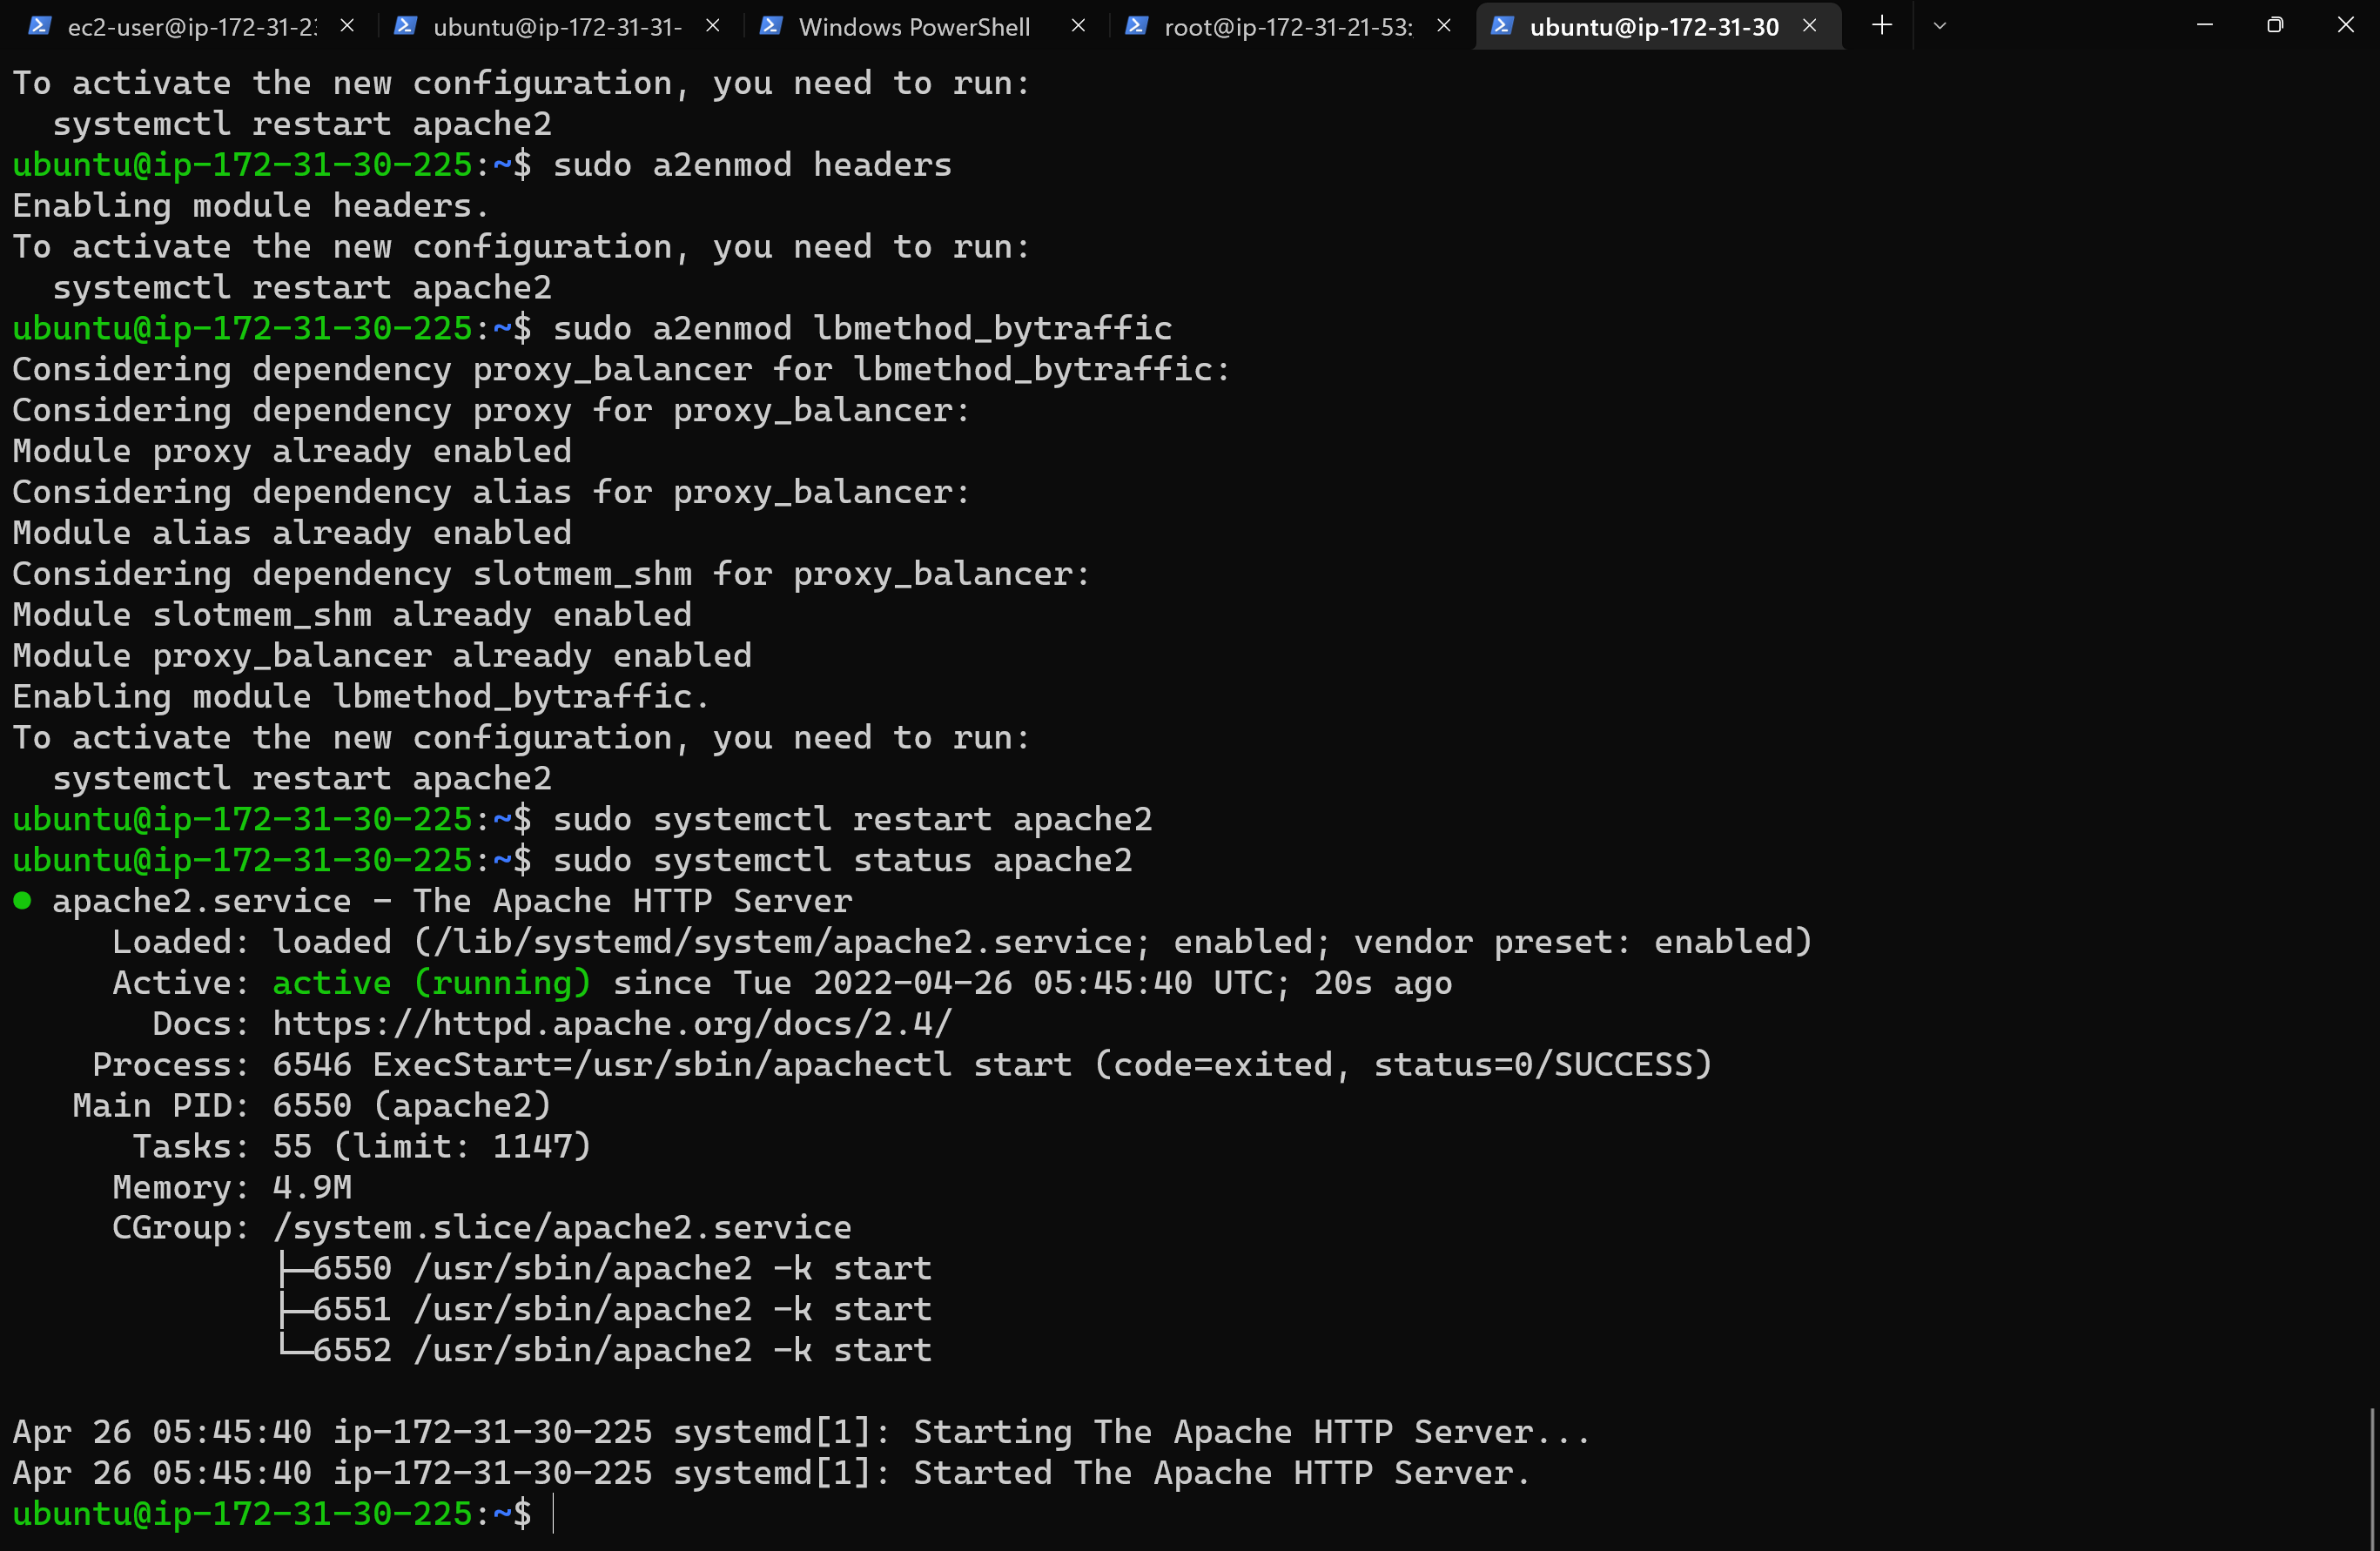 ec2-user@ip-172-31-23 ubuntu@ip-172-31-31- Windows PowerShell root@ip-172-31-21-53: ubuntu@ip-172-31-30
To activate the new configuration, you need to run:
  systemctl restart apache2
ubuntu@ip-172-31-30-225:~$ sudo a2enmod headers
Enabling module headers.
To activate the new configuration, you need to run:
  systemctl restart apache2
ubuntu@ip-172-31-30-225:~$ sudo a2enmod lbmethod_bytraffic
Considering dependency proxy_balancer for lbmethod_bytraffic:
Considering dependency proxy for proxy_balancer:
Module proxy already enabled
Considering dependency alias for proxy_balancer:
Module alias already enabled
Considering dependency slotmem_shm for proxy_balancer:
Module slotmem_shm already enabled
Module proxy_balancer already enabled
Enabling module lbmethod_bytraffic.
To activate the new configuration, you need to run:
  systemctl restart apache2
ubuntu@ip-172-31-30-225:~$ sudo systemctl restart apache2
ubuntu@ip-172-31-30-225:~$ sudo systemctl status apache2
● apache2.service - The Apache HTTP Server
     Loaded: loaded (/lib/systemd/system/apache2.service; enabled; vendor preset: enabled)
     Active: active (running) since Tue 2022-04-26 05:45:40 UTC; 20s ago
       Docs: https://httpd.apache.org/docs/2.4/
    Process: 6546 ExecStart=/usr/sbin/apachectl start (code=exited, status=0/SUCCESS)
   Main PID: 6550 (apache2)
      Tasks: 55 (limit: 1147)
     Memory: 4.9M
     CGroup: /system.slice/apache2.service
             ├─6550 /usr/sbin/apache2 -k start
             ├─6551 /usr/sbin/apache2 -k start
             └─6552 /usr/sbin/apache2 -k start
Apr 26 05:45:40 ip-172-31-30-225 systemd[1]: Starting The Apache HTTP Server...
Apr 26 05:45:40 ip-172-31-30-225 systemd[1]: Started The Apache HTTP Server.
ubuntu@ip-172-31-30-225:~$